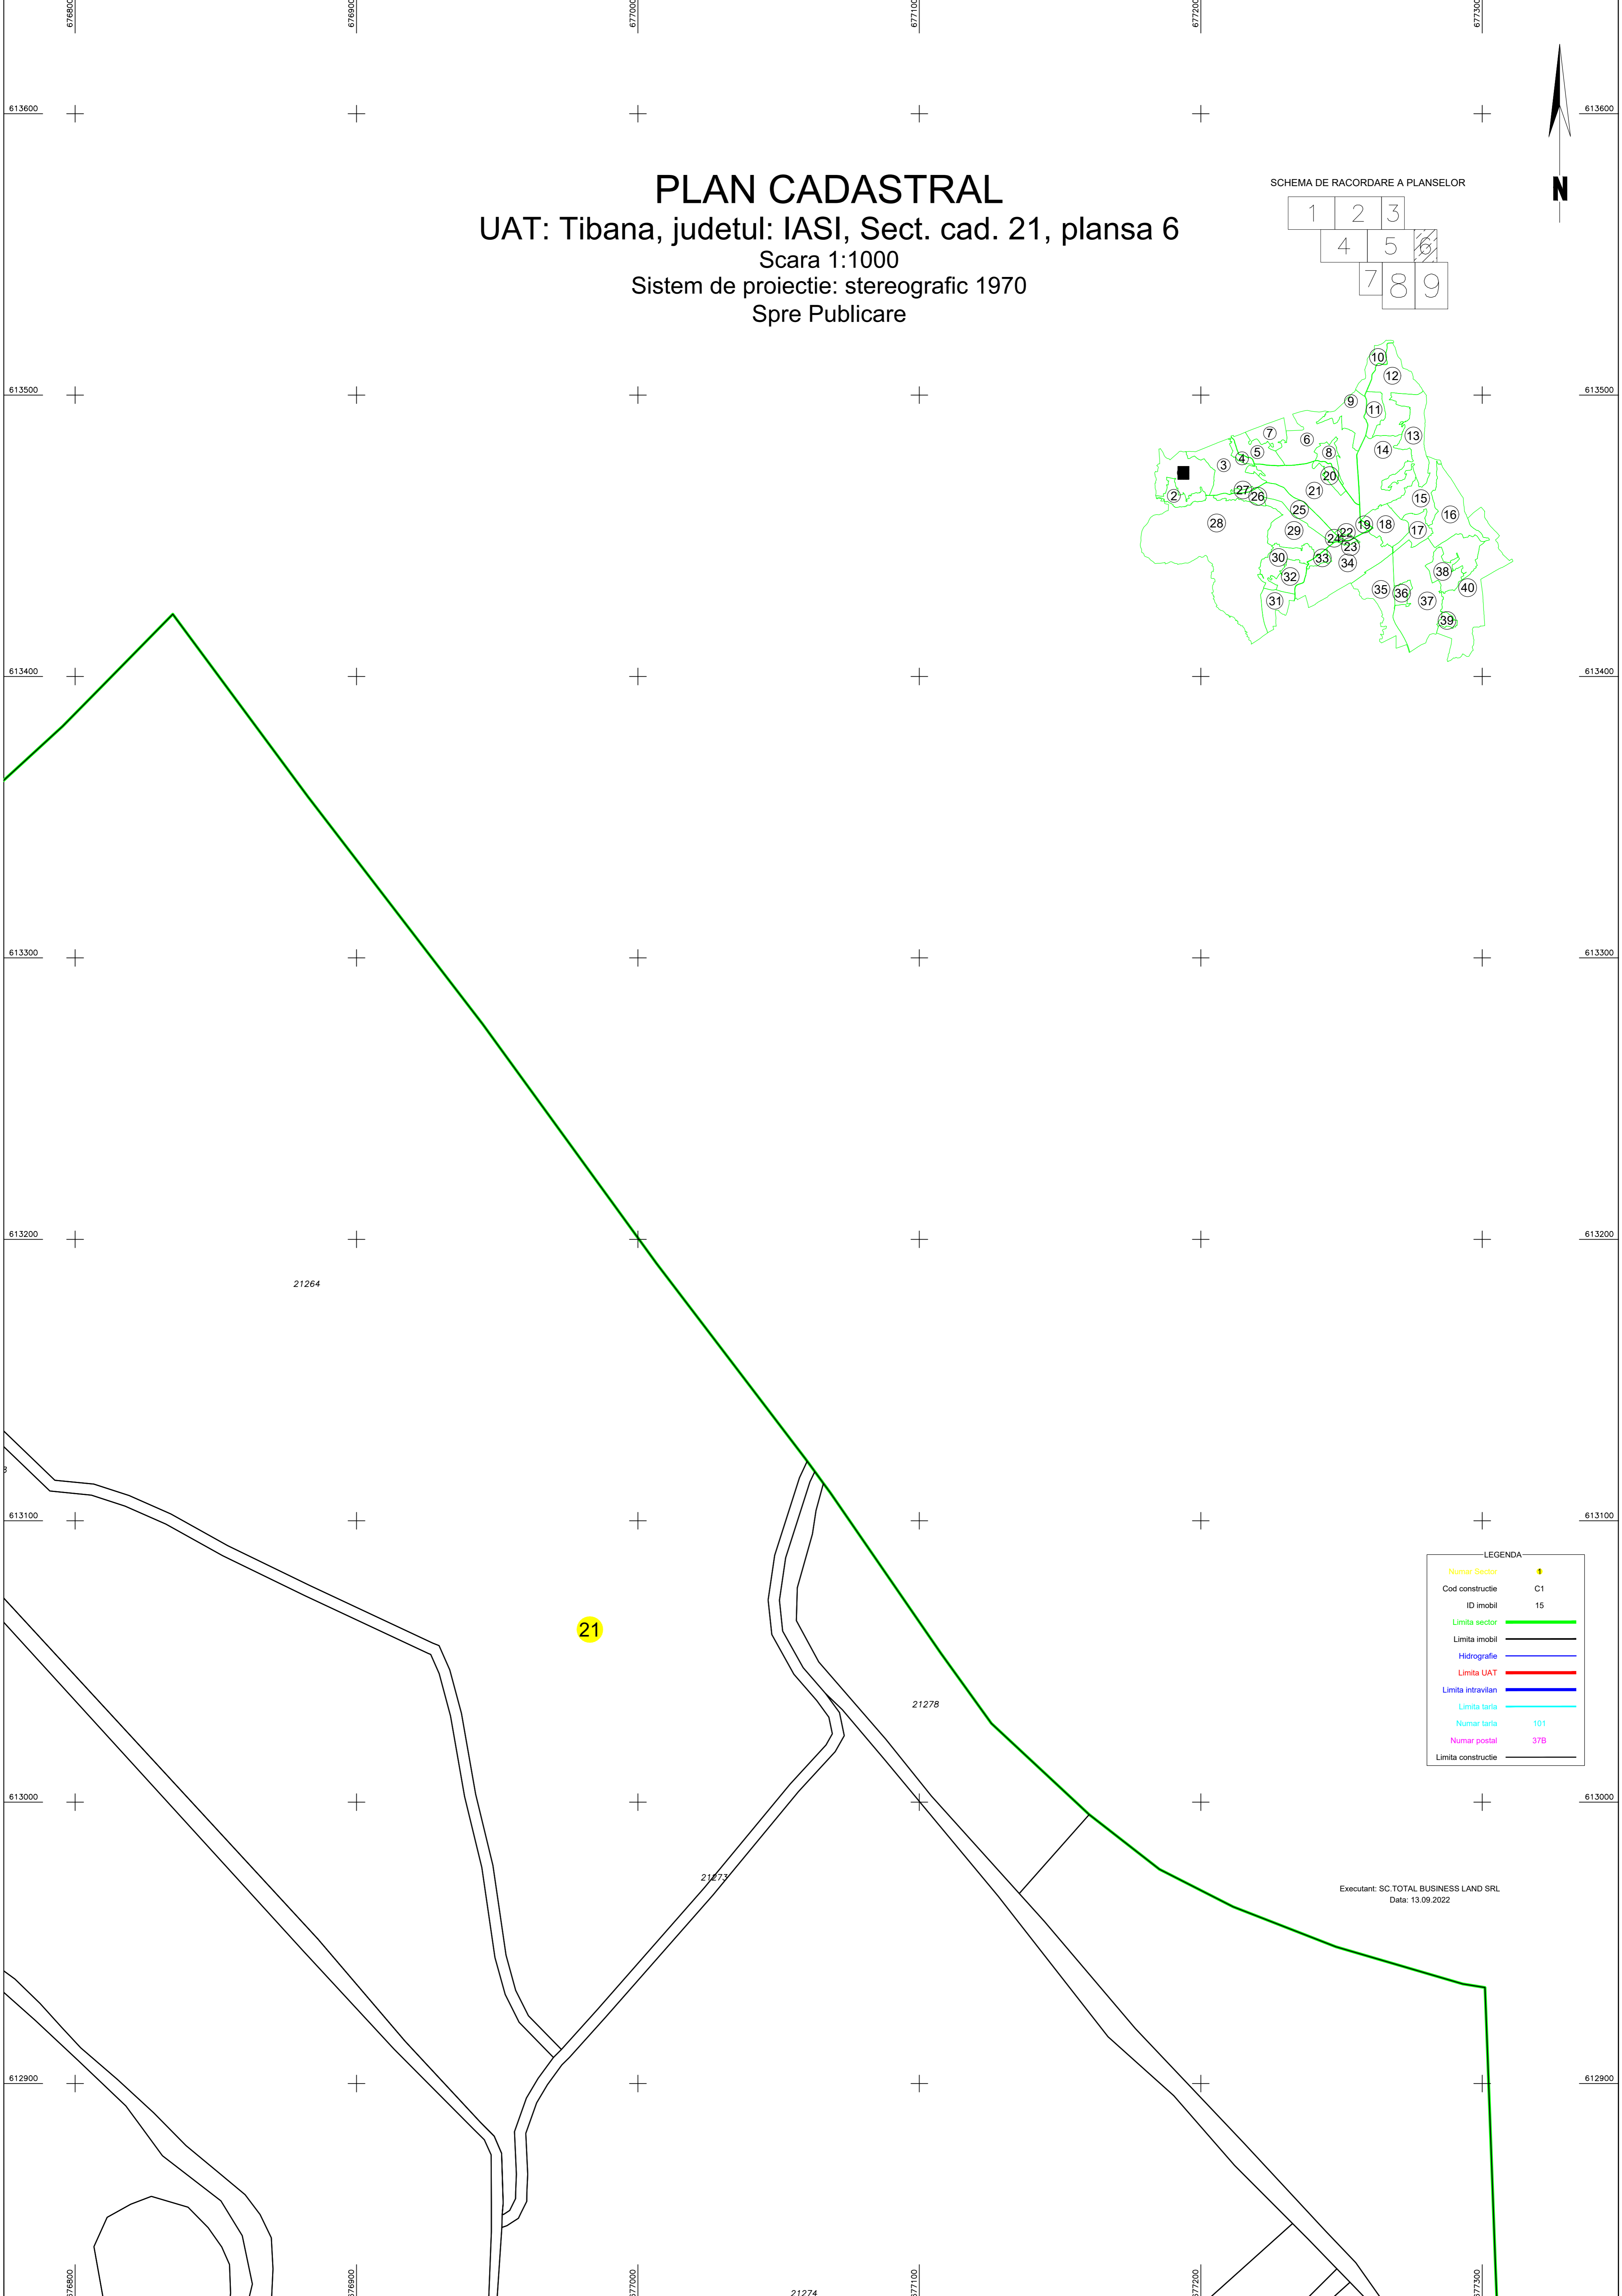 676800 676900 677000 677100 677200 677300
613600 613600
PLAN CADASTRAL
UAT: Tibana, judetul: IASI, Sect. cad. 21, plansa 6
Scara 1:1000
Sistem de proiectie: stereografic 1970
Spre Publicare
SCHEMA DE RACORDARE A PLANSELOR
1 2 3
4 5 6
7 8 9
N
613500 613500
10
12
9
11
7
6
13
5
8
14
4
3
20
27
21
2
26
15
25
16
28
19
18
29
22
17
24
23
30
33
34
38
32
35
36
40
31
37
39
613400 613400
613300 613300
613200 613200
21264
613100 613100
21
21278
LEGENDA
Numar Sector 1
Cod constructie C1
ID imobil 15
Limita sector
Limita imobil
Hidrografie
Limita UAT
Limita intravilan
Limita tarla
Numar tarla 101
Numar postal 37B
Limita constructie
613000 613000
21273
Executant: SC.TOTAL BUSINESS LAND SRL
Data: 13.09.2022
612900 612900
676800 676900 677000 677100 677200 677300
21274